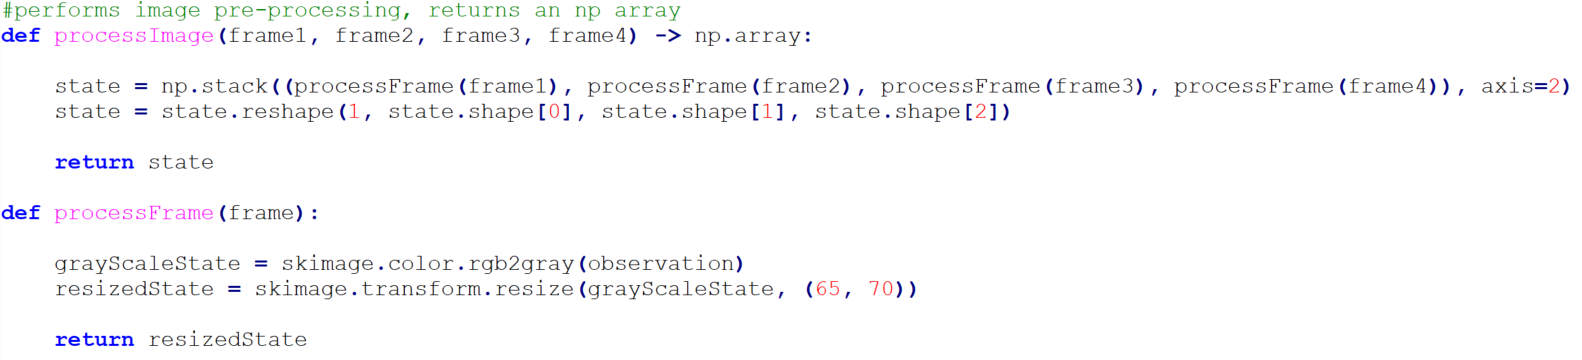 #performs image pre-processing, returns an np array
def processImage(frame1, frame2, frame3, frame4) -> np.array:
    state = np.stack((processFrame(frame1), processFrame(frame2), processFrame(frame3), processFrame(frame4)), axis=2)
    state = state.reshape(1, state.shape[0], state.shape[1], state.shape[2])
    return state
def processFrame(frame):
    grayScaleState = skimage.color.rgb2gray(observation)
    resizedState = skimage.transform.resize(grayScaleState, (65, 70))
    return resizedState